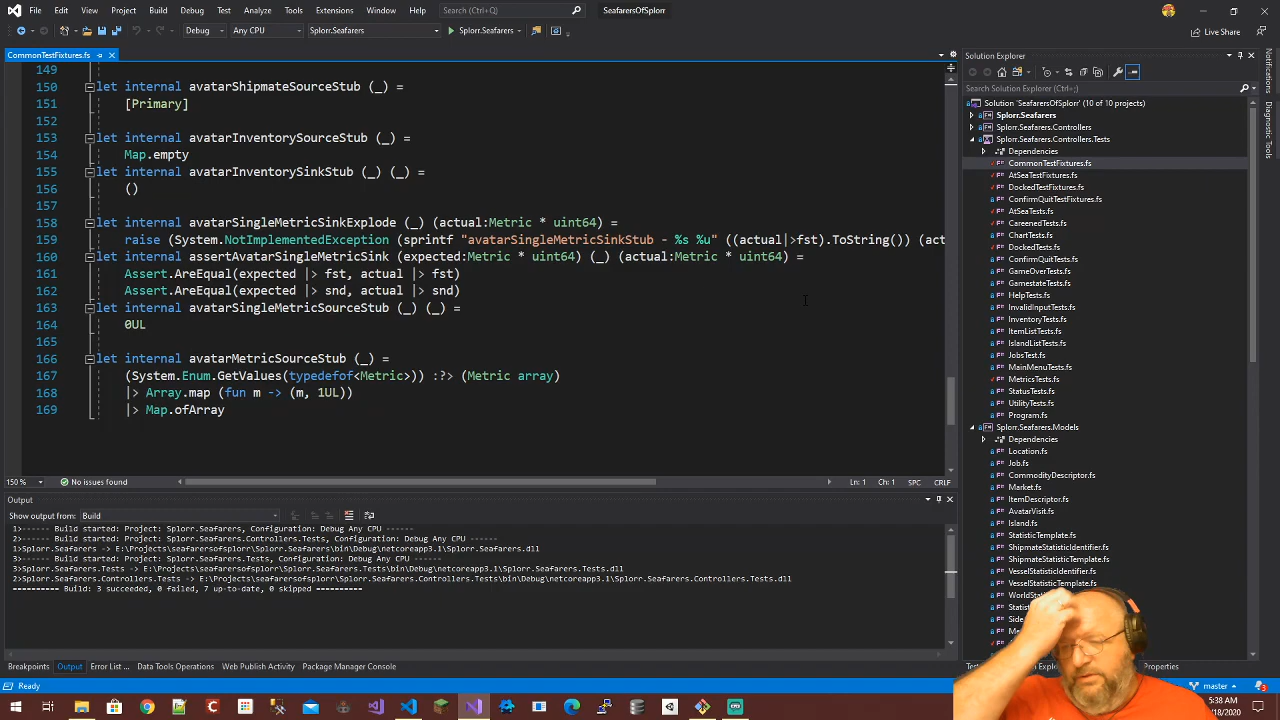 File Edit View Git Project Build Debug Test Analyze Tools Extensions Window Help Search (Ctrl+Q) SeafarersOfSplorr
Debug Any CPU Splorr.Seafarers Splorr.Seafarers Live Share
CommonTestFixtures.fs
149
150 let internal avatarShipmateSourceStub (_) =
151 [Primary]
152
153 let internal avatarInventorySourceStub (_) =
154 Map.empty
155 let internal avatarInventorySinkStub (_) (_) =
156 ()
157
158 let internal avatarSingleMetricSinkExplode (_) (actual:Metric * uint64) =
159 raise (System.NotImplementedException (sprintf "avatarSingleMetricSinkStub - %s %u" ((actual|>fst).ToString()) (ac
160 let internal assertAvatarSingleMetricSink (expected:Metric * uint64) (_) (actual:Metric * uint64) =
161 Assert.AreEqual(expected |> fst, actual |> fst)
162 Assert.AreEqual(expected |> snd, actual |> snd)
163 let internal avatarSingleMetricSourceStub (_) (_) =
164 0UL
165
166 let internal avatarMetricSourceStub (_) =
167 (System.Enum.GetValues(typedefof<Metric>)) :?> (Metric array)
168 |> Array.map (fun m -> (m, 1UL))
169 |> Map.ofArray
150 % No issues found Ln: 1 Ch: 1 SPC CRLF
Output
Show output from: Build
1>------ Build started: Project: Splorr.Seafarers, Configuration: Debug Any CPU ------
2>------ Build started: Project: Splorr.Seafarers.Controllers.Tests, Configuration: Debug Any CPU ------
1>Splorr.Seafarers -> E:\Projects\seafarersofsplorr\Splorr.Seafarers\bin\Debug\netcoreapp3.1\Splorr.Seafarers.dll
3>------ Build started: Project: Splorr.Seafarers.Tests, Configuration: Debug Any CPU ------
3>Splorr.Seafarers.Tests -> E:\Projects\seafarersofsplorr\Splorr.Seafarers.Tests\bin\Debug\netcoreapp3.1\Splorr.Seafarers.Tests.dll
2>Splorr.Seafarers.Controllers.Tests -> E:\Projects\seafarersofsplorr\Splorr.Seafarers.Controllers.Tests\bin\Debug\netcoreapp3.1\Splorr.Seafarers.Controllers.Tests.dll
========== Build: 3 succeeded, 0 failed, 7 up-to-date, 0 skipped ==========
Breakpoints Output Error List ... Data Tools Operations Web Publish Activity Package Manager Console
Ready
Solution Explorer
Search Solution Explorer (Ctrl+;)
Solution 'SeafarersOfSplorr' (10 of 10 projects)
Splorr.Seafarers
Splorr.Seafarers.Controllers
Splorr.Seafarers.Controllers.Tests
Dependencies
CommonTestFixtures.fs
AtSeaTestFixtures.fs
DockedTestFixtures.fs
ConfirmQuitTestFixtures.fs
AtSeaTests.fs
CareenedTests.fs
ChartTests.fs
DockedTests.fs
ConfirmQuitTests.fs
GameOverTests.fs
GamestateTests.fs
HelpTests.fs
InvalidInputTests.fs
InventoryTests.fs
ItemListTests.fs
IslandListTests.fs
JobsTest.fs
MainMenuTests.fs
MetricsTests.fs
StatusTests.fs
UtilityTests.fs
Program.fs
Splorr.Seafarers.Models
Dependencies
Location.fs
Job.fs
CommodityDescriptor.fs
Market.fs
ItemDescriptor.fs
AvatarVisit.fs
Island.fs
StatisticTemplate.fs
ShipmateStatisticIdentifier.fs
VesselStatisticIdentifier.fs
VesselStatisticTemplate.fs
Notifications
Diagnostic Tools
master
5:38 AM